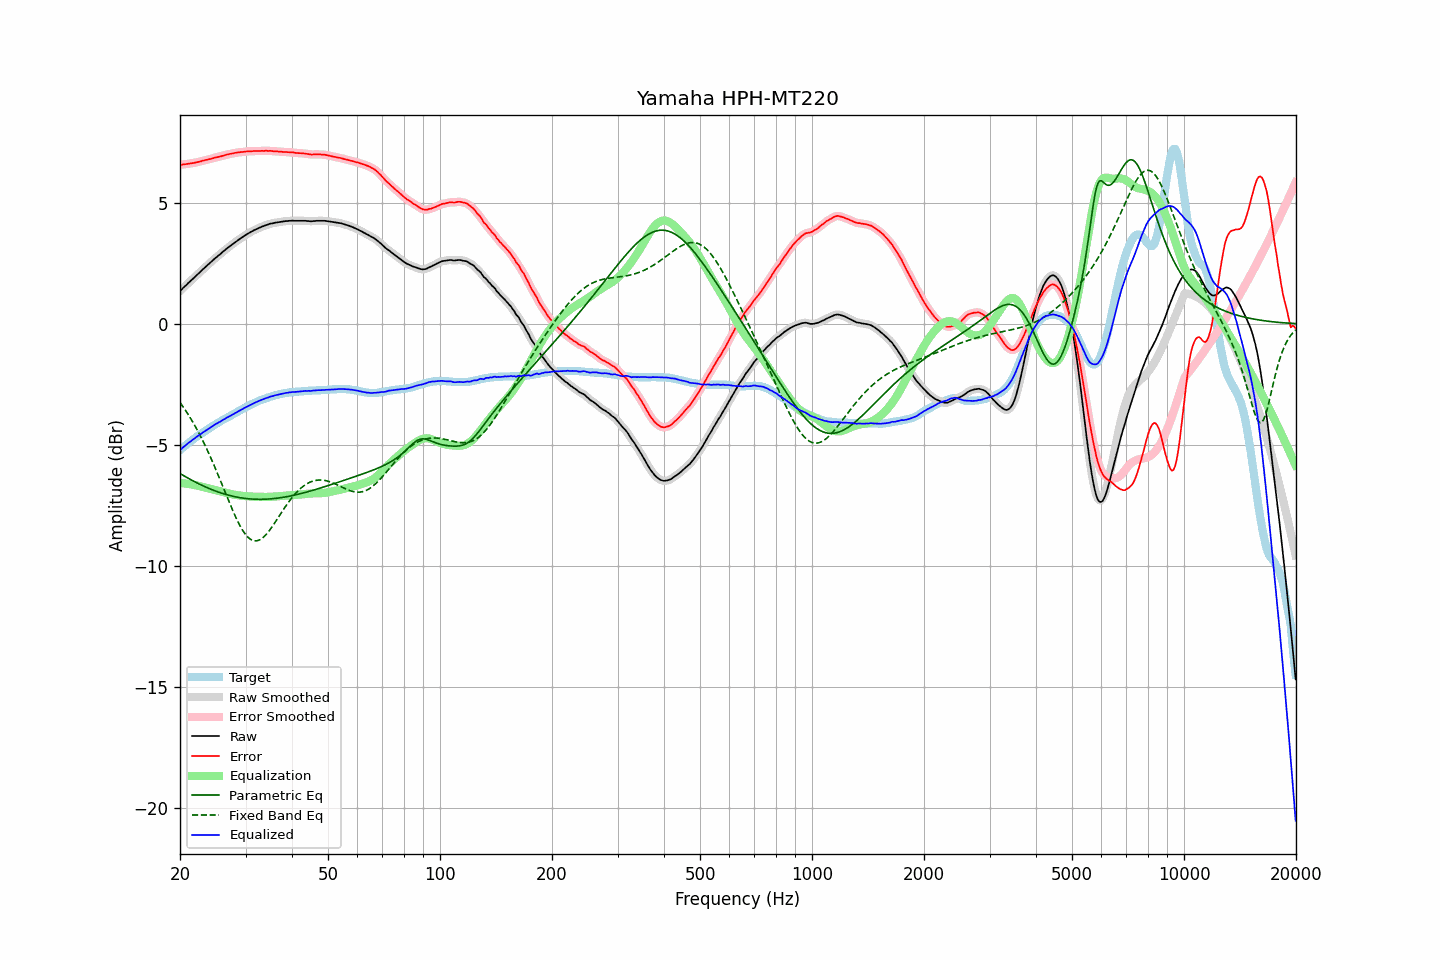 Yamaha HPH-MT220
Amplitude (dBr)
5
0
−5
−10
−15
−20
Target
Raw Smoothed
Error Smoothed
Raw
Error
Equalization
Parametric Eq
Fixed Band Eq
Equalized
20
50
100
200
500
1000
2000
5000
10000
20000
Frequency (Hz)